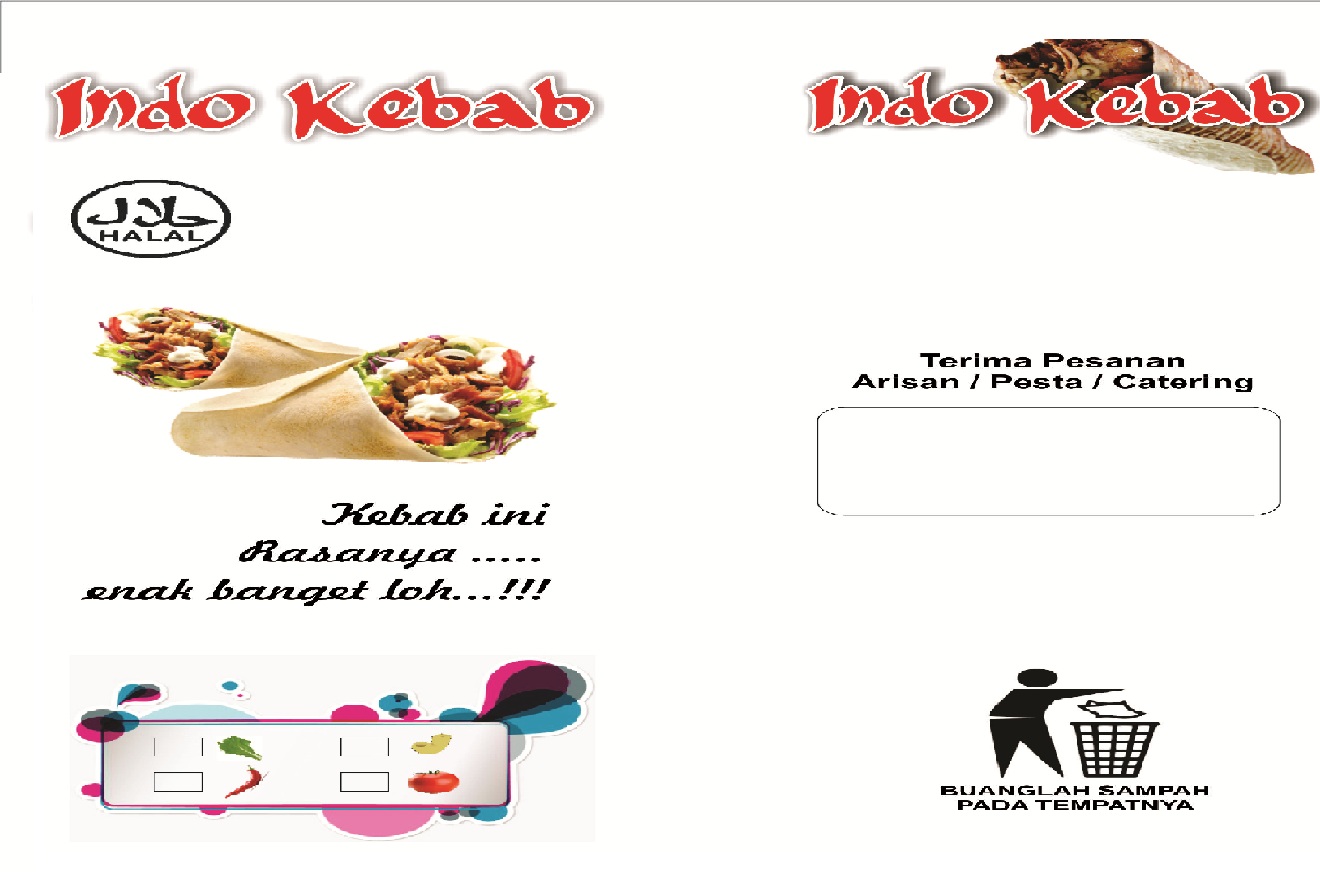 Indo Kebab
حلال
HALAL
Kebab ini
Rasanya .....
enak banget loh...!!!
Indo Kebab
Terima Pesanan
Arisan / Pesta / Catering
BUANGLAH SAMPAH
PADA TEMPATNYA